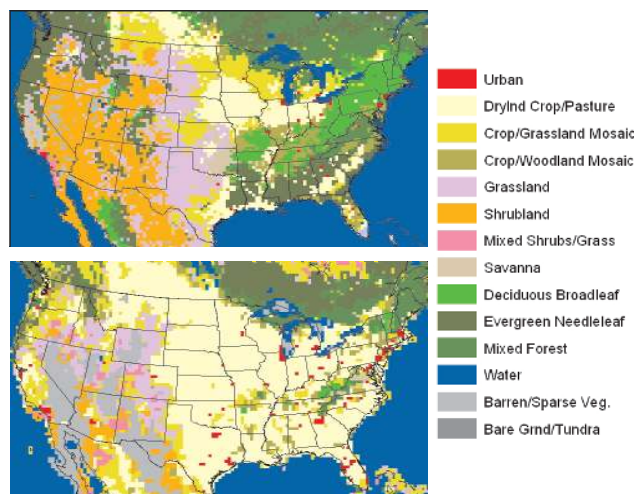 Urban
Drylnd Crop/Pasture
Crop/Grassland Mosaic
Crop/Woodland Mosaic
Grassland
Shrubland
Mixed Shrubs/Grass
Savanna
Deciduous Broadleaf
Evergreen Needleleaf
Mixed Forest
Water
Barren/Sparse Veg.
Bare Grnd/Tundra